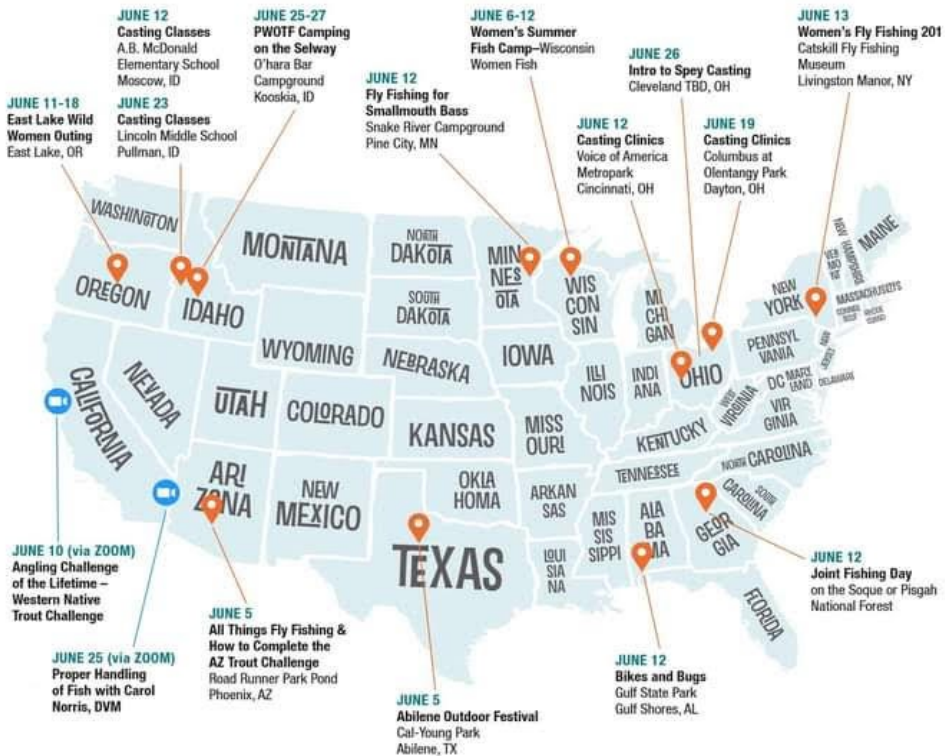 JUNE 12
Casting Classes
A.B. McDonald
Elementary School
Moscow, ID
JUNE 25-27
PWOTF Camping
on the Selway
O'hara Bar
Campground
Kooskia, ID
JUNE 6-12
Women's Summer
Fish Camp–Wisconsin
Women Fish
JUNE 13
Women's Fly Fishing 201
Catskill Fly Fishing
Museum
Livingston Manor, NY
JUNE 26
Intro to Spey Casting
Cleveland TBD, OH
JUNE 12
Fly Fishing for
Smallmouth Bass
Snake River Campground
Pine City, MN
JUNE 11-18
East Lake Wild
Women Outing
East Lake, OR
JUNE 23
Casting Classes
Lincoln Middle School
Pullman, ID
JUNE 12
Casting Clinics
Voice of America
Metropark
Cincinnati, OH
JUNE 19
Casting Clinics
Columbus at
Olentangy Park
Dayton, OH
WASHINGTON
MONTANA
NORTH
DAKOTA
MIN
NES
OTA
WIS
CON
SIN
MI
CHI
GAN
NEW
YORK
VER
MO
NT
NEW HAMPSHIRE
MAINE
MASSACHUSETTS
CONNEC
TICUT
RHODE
ISLAND
OREGON
IDAHO
SOUTH
DAKOTA
WYOMING
NEBRASKA
IOWA
ILLI
NOIS
INDI
ANA
OHIO
PENNSYL
VANIA
NEW
JERSEY
DC MARY
LAND
DELAWARE
WEST
VIRGINIA
VIR
GINIA
CALIFORNIA
NEVADA
UTAH
COLORADO
KANSAS
MISS
OURI
KENTUCKY
TENNESSEE
NORTH CAROLINA
SOUTH
CAROLINA
ARI
ZONA
NEW
MEXICO
OKLA
HOMA
ARKAN
SAS
MIS
SIS
SIPPI
ALA
BA
MA
GEOR
GIA
TEXAS
LOUI
SIA
NA
FLORIDA
JUNE 10 (via ZOOM)
Angling Challenge
of the Lifetime –
Western Native
Trout Challenge
JUNE 25 (via ZOOM)
Proper Handling
of Fish with Carol
Norris, DVM
JUNE 5
All Things Fly Fishing &
How to Complete the
AZ Trout Challenge
Road Runner Park Pond
Phoenix, AZ
JUNE 5
Abilene Outdoor Festival
Cal-Young Park
Abilene, TX
JUNE 12
Bikes and Bugs
Gulf State Park
Gulf Shores, AL
JUNE 12
Joint Fishing Day
on the Soque or Pisgah
National Forest